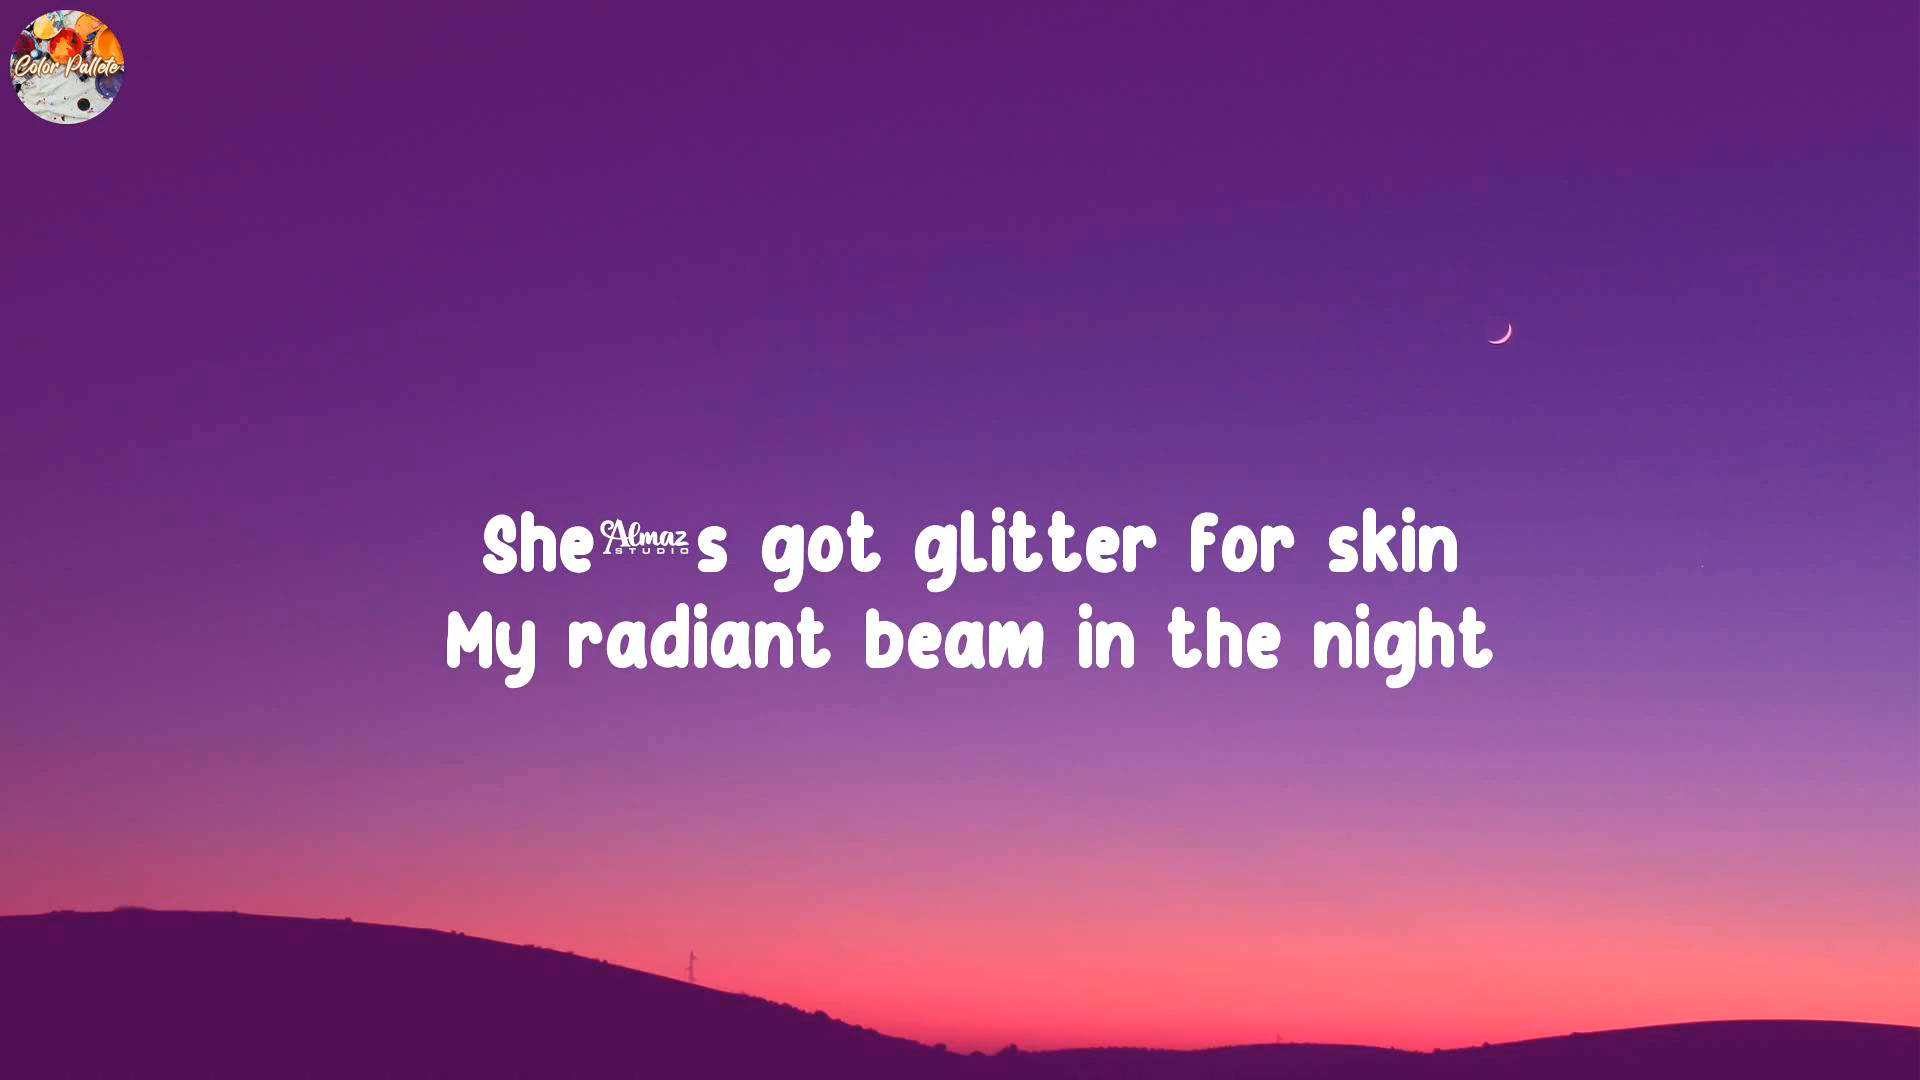 Color Pallete
She Almaz STUDIO s got glitter for skin
My radiant beam in the night